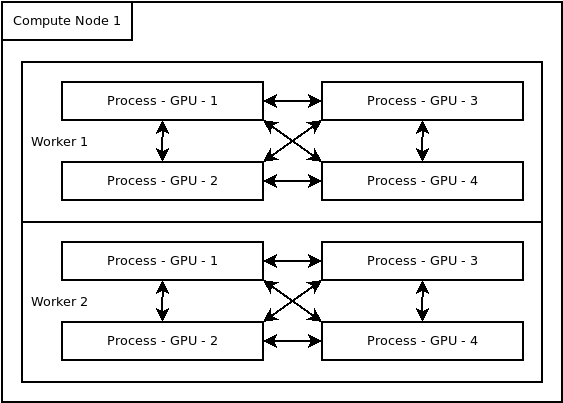 Compute Node 1
Process - GPU - 1
Process - GPU - 3
Worker 1
Process - GPU - 2
Process - GPU - 4
Process - GPU - 1
Process - GPU - 3
Worker 2
Process - GPU - 2
Process - GPU - 4